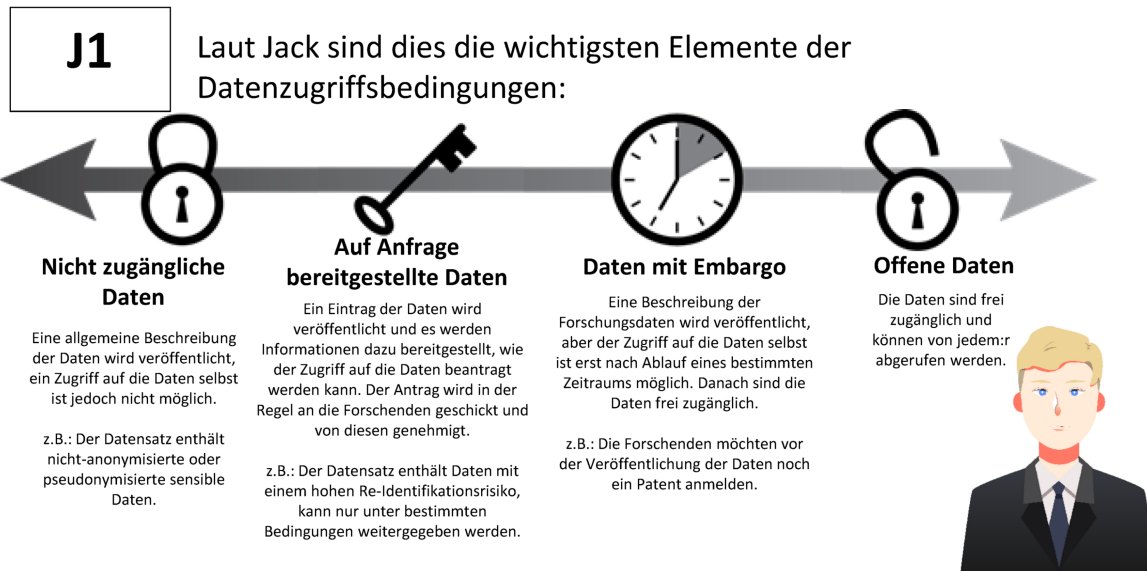 J1
Laut Jack sind dies die wichtigsten Elemente der
Datenzugriffsbedingungen:
Nicht zugängliche
Daten
Eine allgemeine Beschreibung
der Daten wird veröffentlicht,
ein Zugriff auf die Daten selbst
ist jedoch nicht möglich.
z.B.: Der Datensatz enthält
nicht-anonymisierte oder
pseudonymisierte sensible
Daten.
Auf Anfrage
bereitgestellte Daten
Ein Eintrag der Daten wird
veröffentlicht und es werden
Informationen dazu bereitgestellt, wie
der Zugriff auf die Daten beantragt
werden kann. Der Antrag wird in der
Regel an die Forschenden geschickt und
von diesen genehmigt.
z.B.: Der Datensatz enthält Daten mit
einem hohen Re-Identifikationsrisiko,
kann nur unter bestimmten
Bedingungen weitergegeben werden.
Daten mit Embargo
Eine Beschreibung der
Forschungsdaten wird veröffentlicht,
aber der Zugriff auf die Daten selbst
ist erst nach Ablauf eines bestimmten
Zeitraums möglich. Danach sind die
Daten frei zugänglich.
z.B.: Die Forschenden möchten vor
der Veröffentlichung der Daten noch
ein Patent anmelden.
Offene Daten
Die Daten sind frei
zugänglich und
können von jedem:r
abgerufen werden.